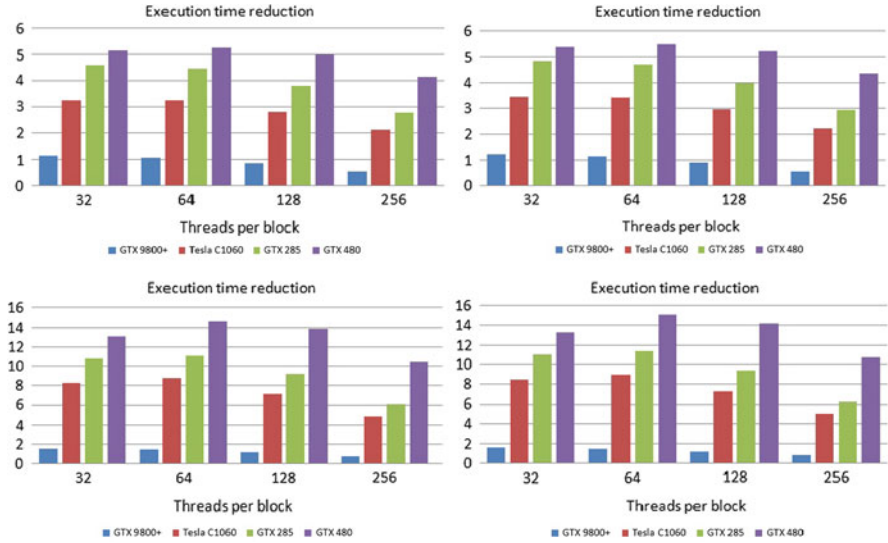 Execution time reduction
6
5
4
3
2
1
0
32 64 128 256
Threads per block
GTX 9800+ Tesla C1060 GTX 285 GTX 480
Execution time reduction
6
5
4
3
2
1
0
32 64 128 256
Threads per block
GTX 9800+ Tesla C1060 GTX 285 GTX 480
Execution time reduction
16
14
12
10
8
6
4
2
0
32 64 128 256
Threads per block
GTX 9800+ Tesla C1060 GTX 285 GTX 480
Execution time reduction
16
14
12
10
8
6
4
2
0
32 64 128 256
Threads per block
GTX 9800+ Tesla C1060 GTX 285 GTX 480